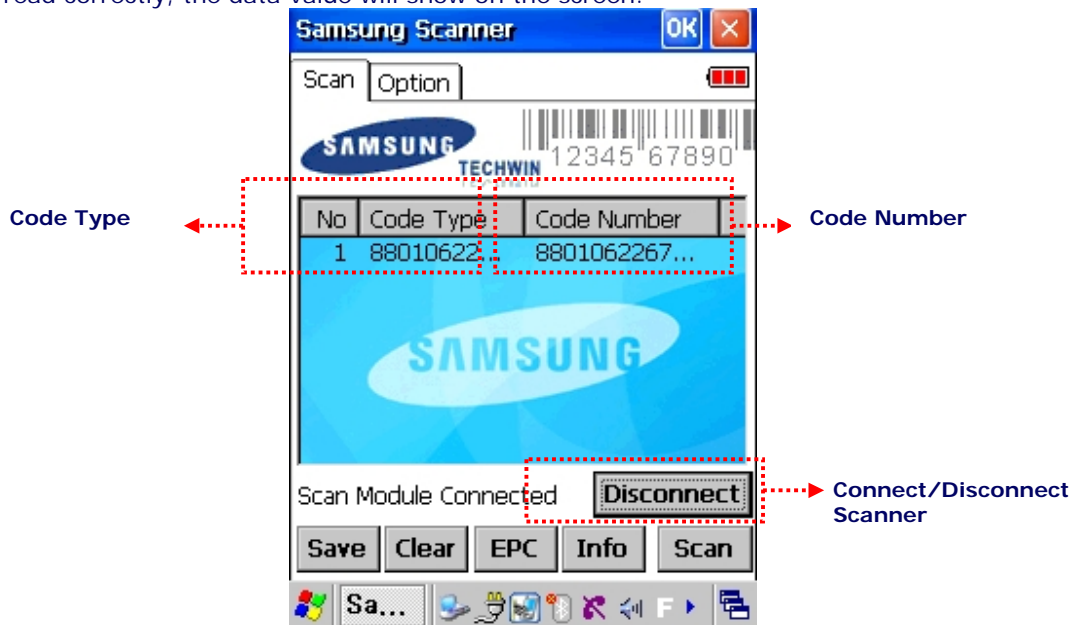 read correctly, the data value will show on the screen.
Samsung Scanner OK
Scan Option
SAMSUNG
TECHWIN
12345 67890
Code Type
No Code Type Code Number
Code Number
1 88010622... 8801062267...
SAMSUNG
Scan Module Connected Disconnect
Connect/Disconnect
Scanner
Save Clear EPC Info Scan
Sa... F